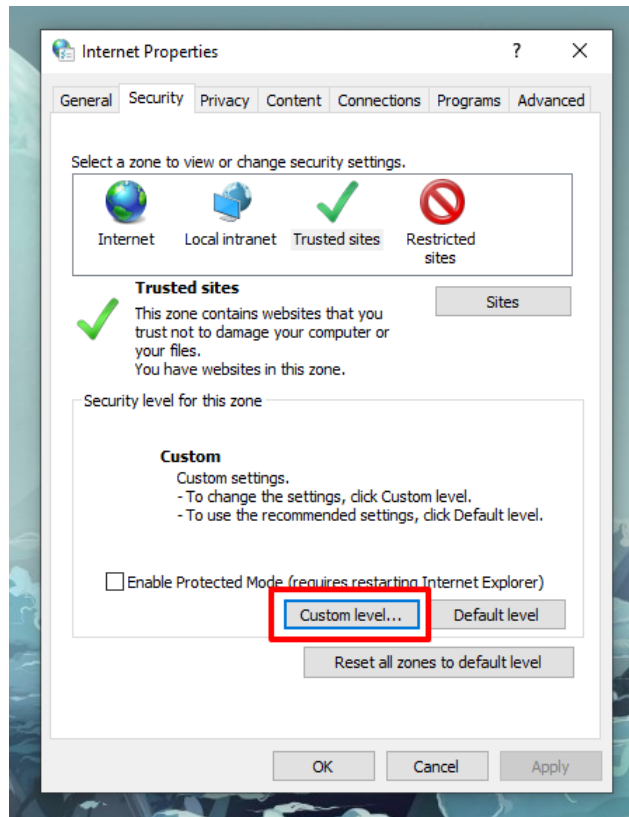 Internet Properties
?
General Security Privacy Content Connections Programs Advanced
Select a zone to view or change security settings.
Internet Local intranet Trusted sites Restricted
sites
Trusted sites
Sites
This zone contains websites that you
trust not to damage your computer or
your files.
You have websites in this zone.
Security level for this zone
Custom
Custom settings.
- To change the settings, click Custom level.
- To use the recommended settings, click Default level.
Enable Protected Mode (requires restarting Internet Explorer)
Custom level... Default level
Reset all zones to default level
OK Cancel Apply